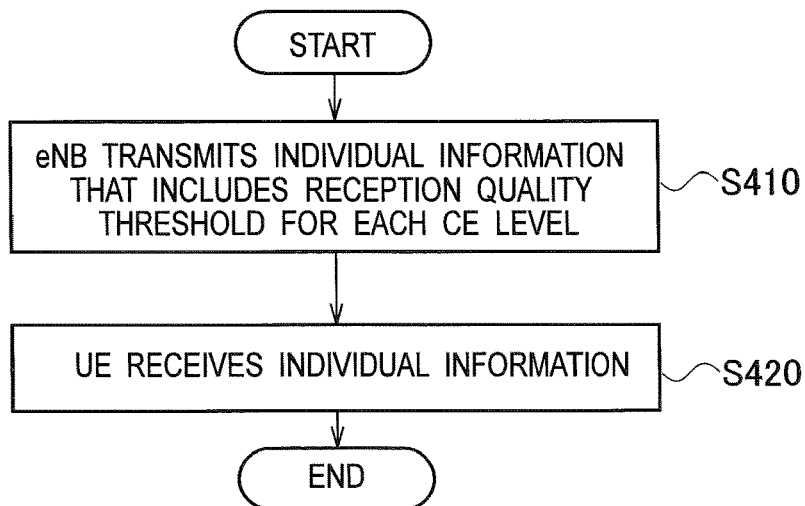 START
eNB TRANSMITS INDIVIDUAL INFORMATION
THAT INCLUDES RECEPTION QUALITY
THRESHOLD FOR EACH CE LEVEL
S410
UE RECEIVES INDIVIDUAL INFORMATION
S420
END